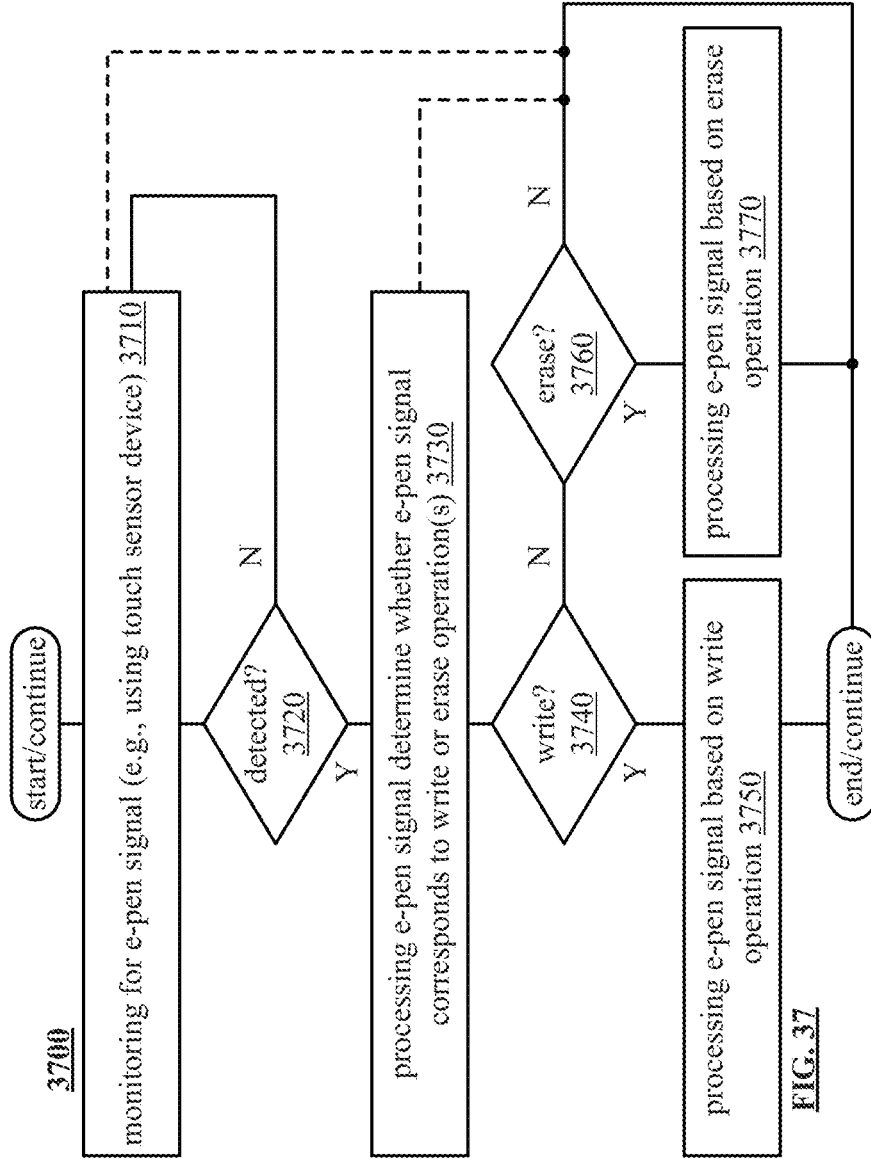 3700
start/continue
monitoring for e-pen signal (e.g., using touch sensor device) 3710
detected?
3720
N
Y
processing e-pen signal determine whether e-pen signal
corresponds to write or erase operation(s) 3730
write?
3740
N
Y
erase?
3760
N
Y
processing e-pen signal based on write
operation 3750
processing e-pen signal based on erase
operation 3770
end/continue
FIG. 37